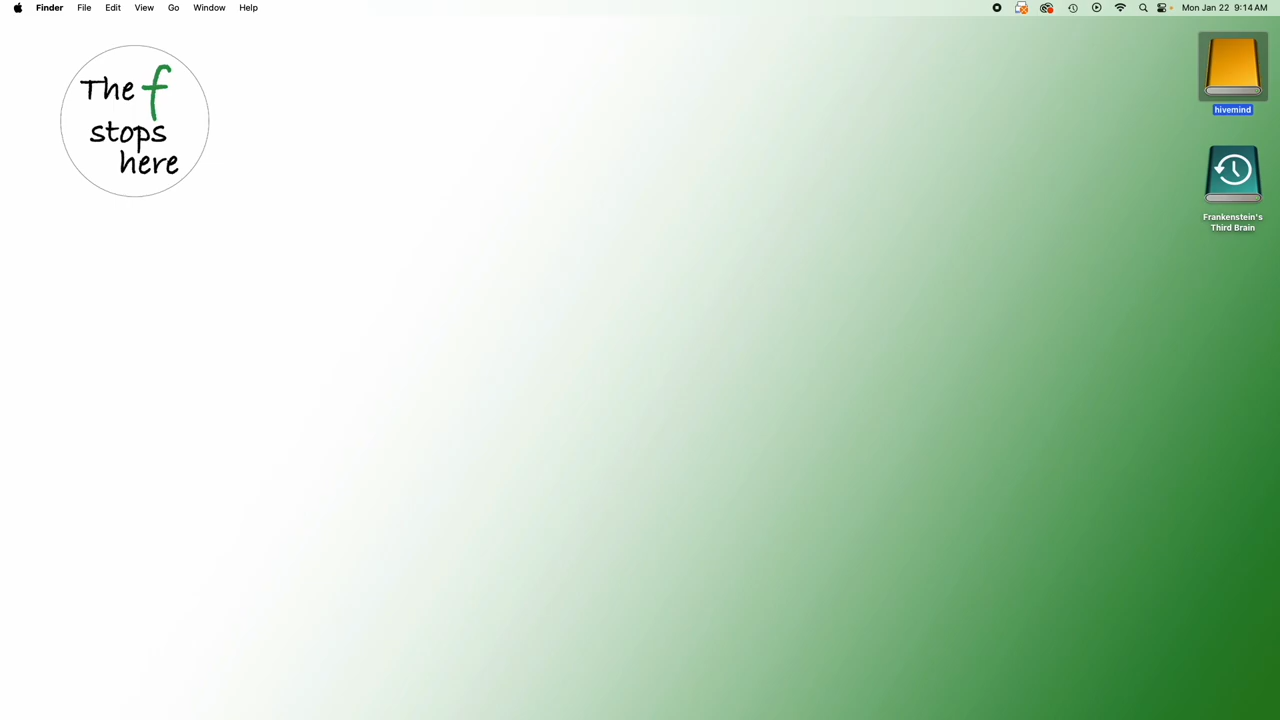 Finder File Edit View Go Window Help
Mon Jan 22 9:14 AM
The f
stops
here
hivemind
Frankenstein's
Third Brain